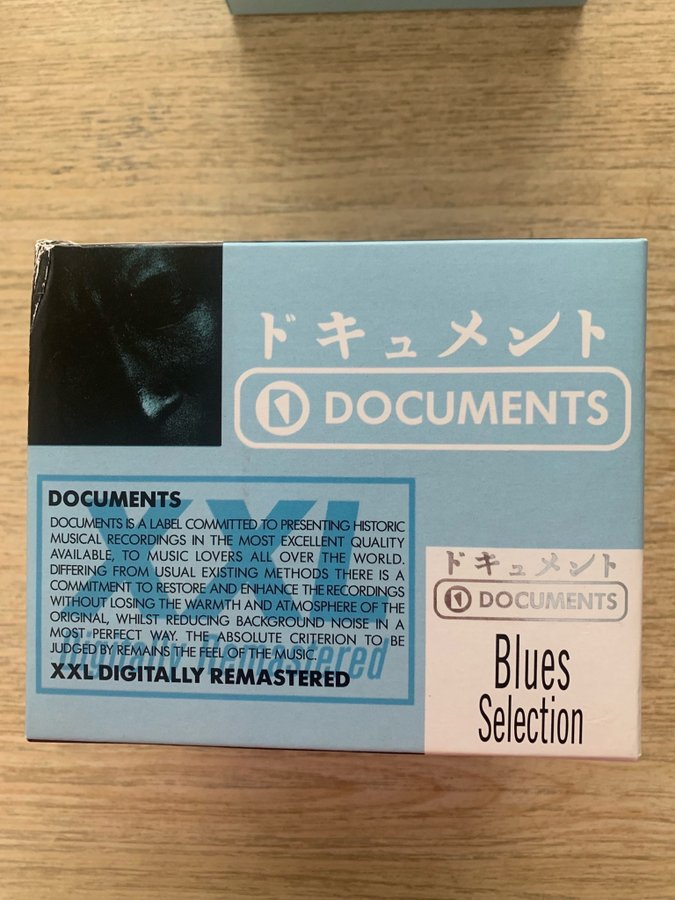 ドキュメント
DOCUMENTS
DOCUMENTS
DOCUMENTS IS A LABEL COMMITTED TO PRESENTING HISTORIC
MUSICAL RECORDINGS IN THE MOST EXCELLENT QUALITY
AVAILABLE, TO MUSIC LOVERS ALL OVER THE WORLD.
DIFFERING FROM USUAL EXISTING METHODS THERE IS A
COMMITMENT TO RESTORE AND ENHANCE THE RECORDINGS
WITHOUT LOSING THE WARMTH AND ATMOSPHERE OF THE
ORIGINAL, WHILST REDUCING BACKGROUND NOISE IN A
MOST PERFECT WAY. THE ABSOLUTE CRITERION TO BE
JUDGED BY REMAINS THE FEEL OF THE MUSIC.
XXL DIGITALLY REMASTERED
XXL
Digitally Remastered
ドキュメント
DOCUMENTS
Blues
Selection